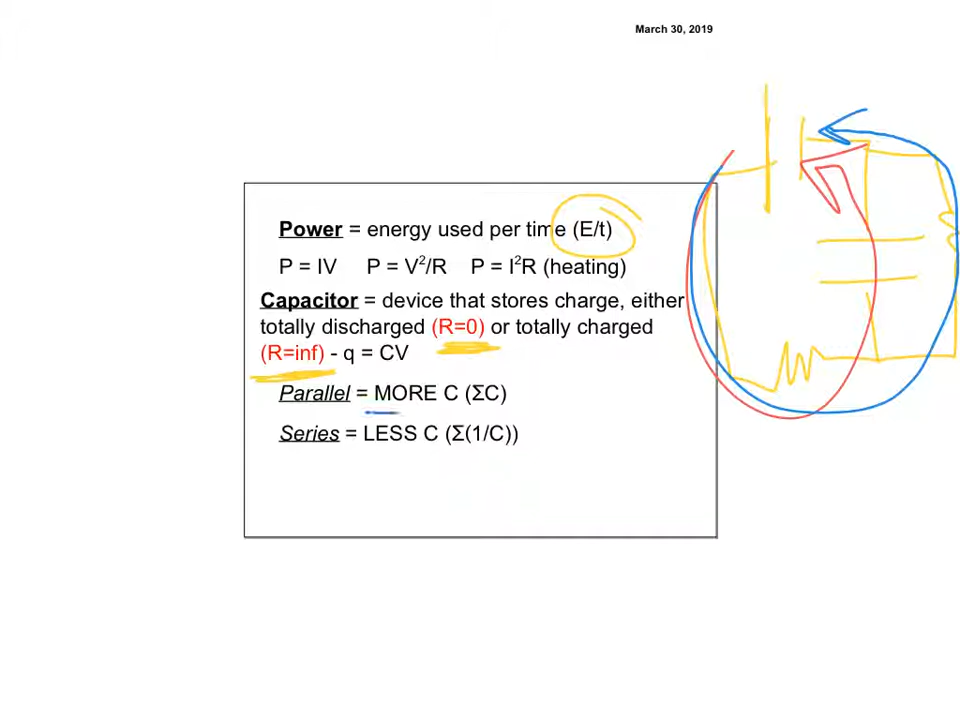 March 30, 2019
Power = energy used per time (E/t)
P = IV P = V²/R P = I²R (heating)
Capacitor = device that stores charge, either
totally discharged (R=0) or totally charged
(R=inf) - q = CV
Parallel = MORE C (ΣC)
Series = LESS C (Σ(1/C))